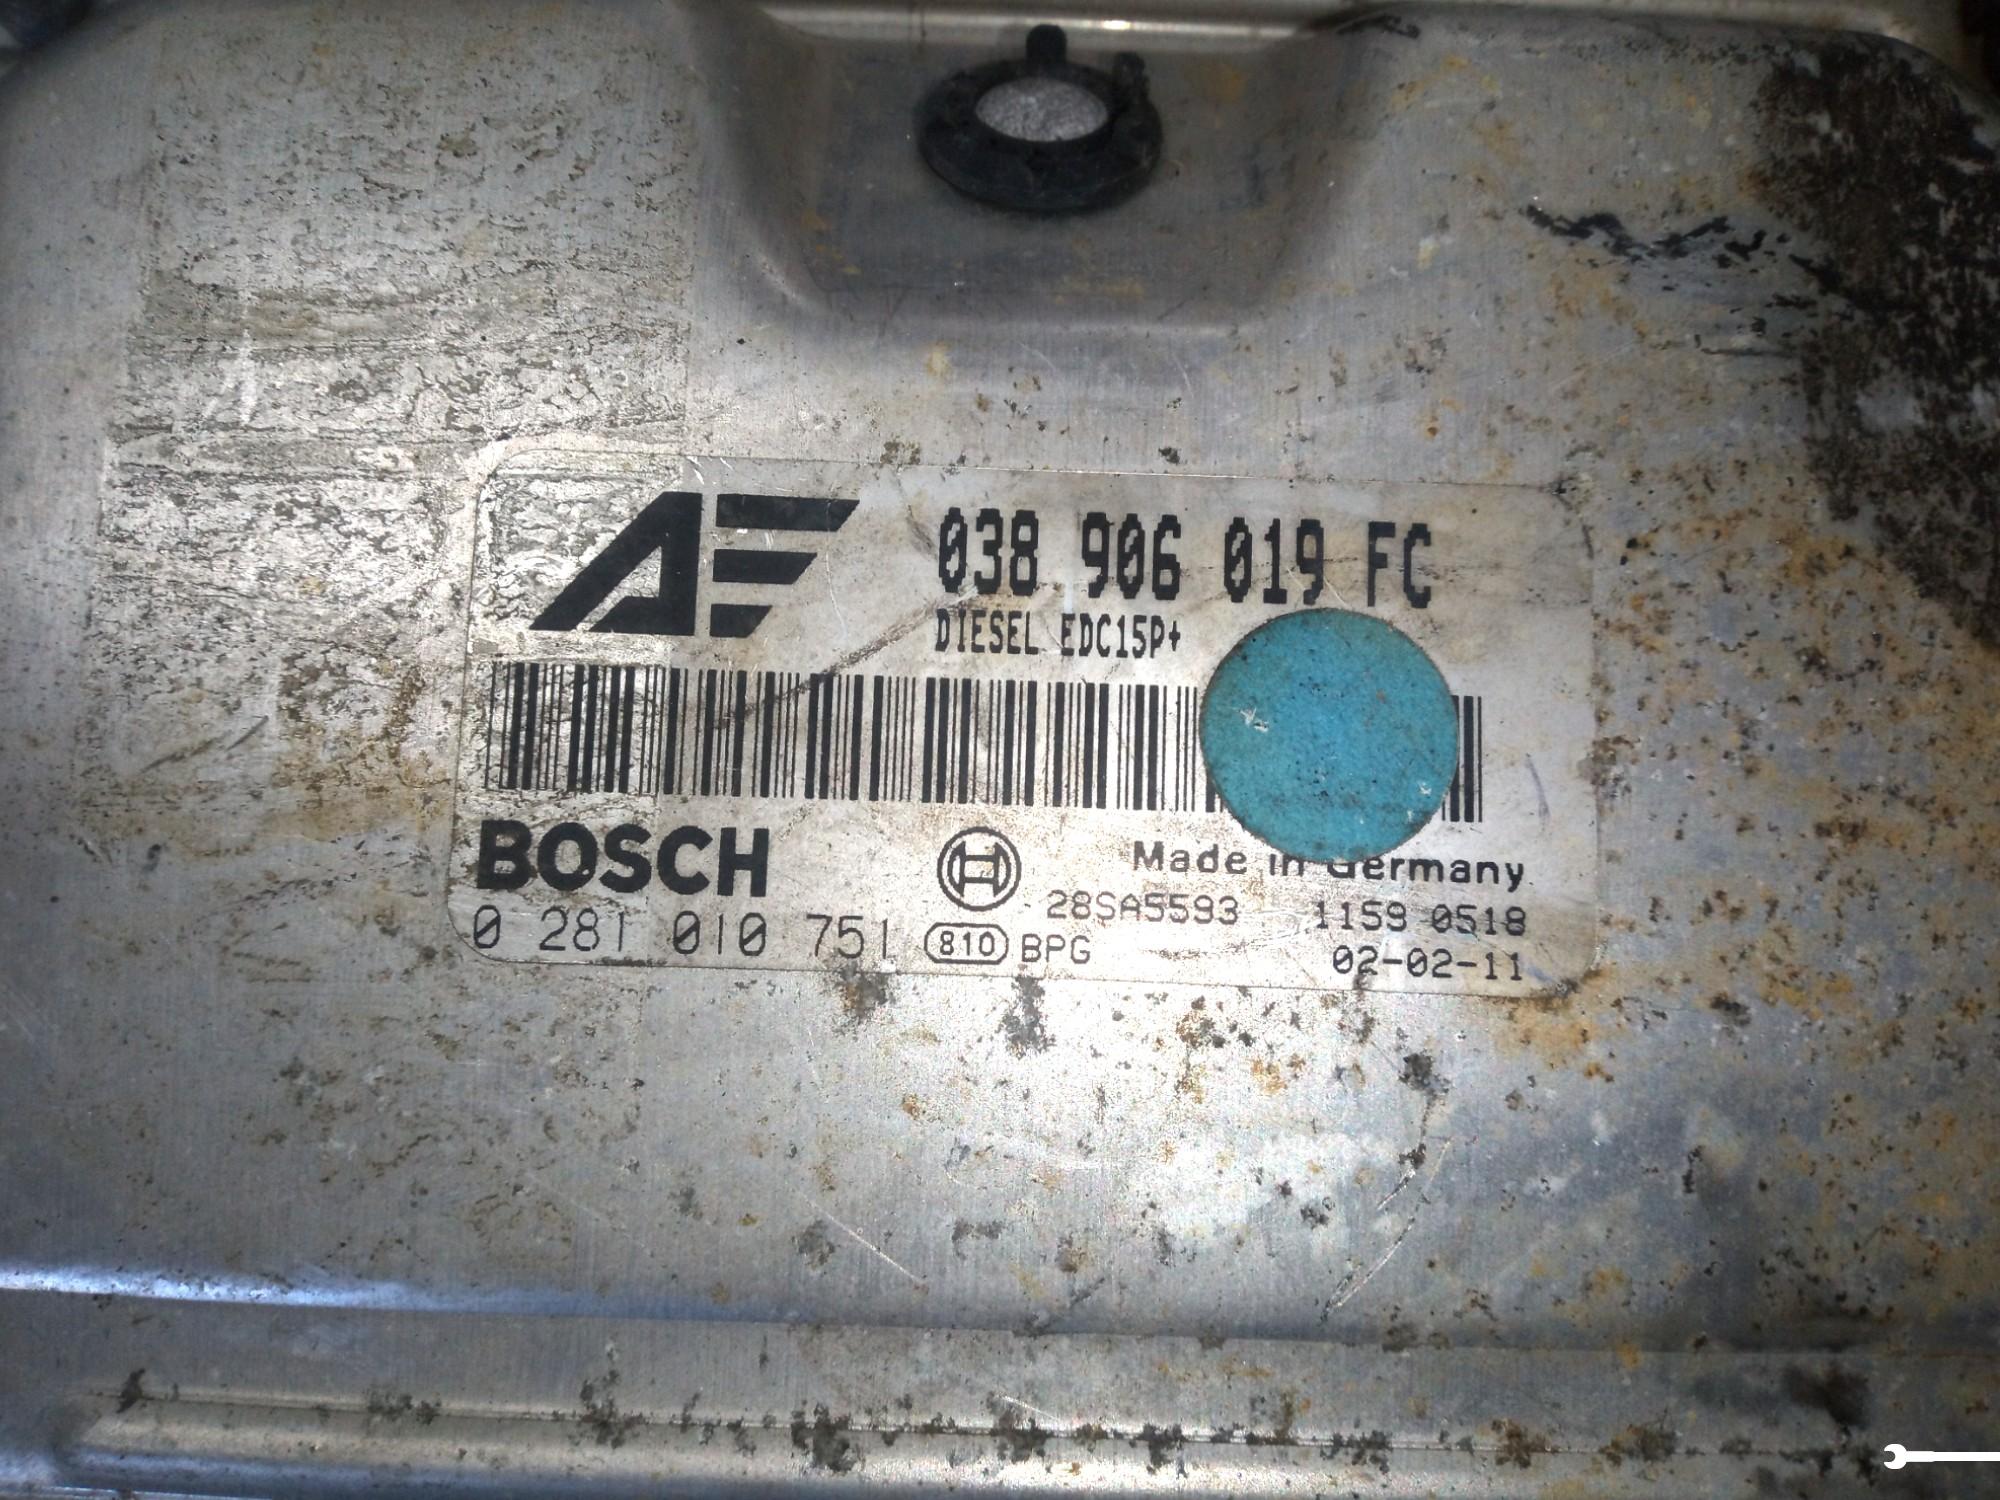 AF
038 906 019 FC
DIESEL EDC15P+
BOSCH
Made in Germany
28SA5593 1159 0518
0 281 010 751 810 BPG
02-02-11